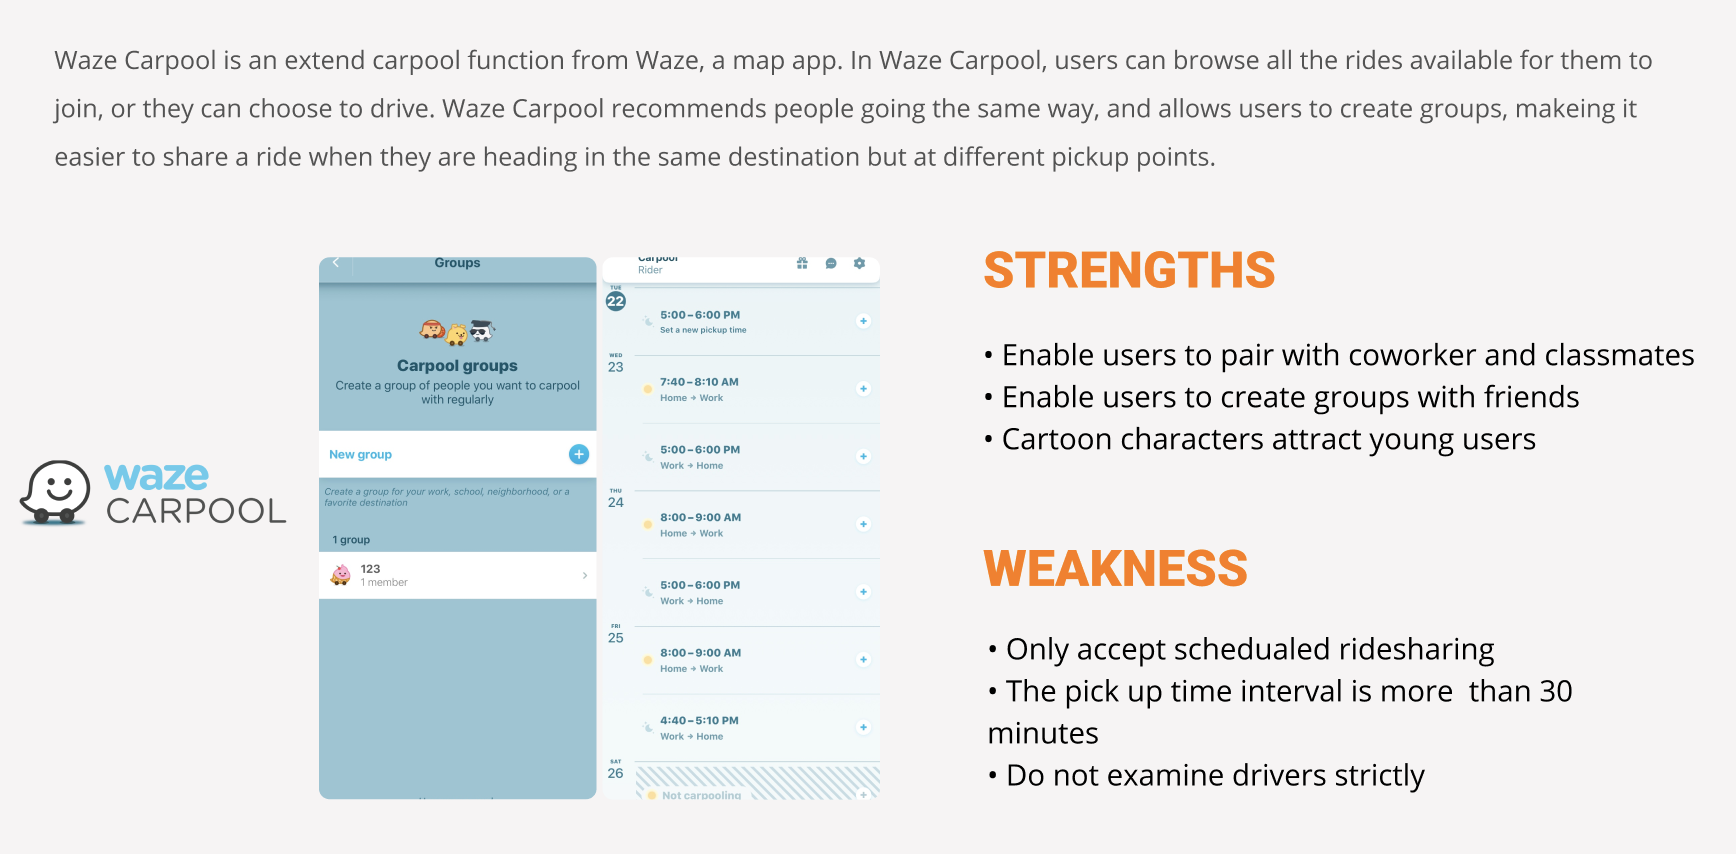 Waze Carpool is an extend carpool function from Waze, a map app. In Waze Carpool, users can browse all the rides available for them to
join, or they can choose to drive. Waze Carpool recommends people going the same way, and allows users to create groups, makeing it
easier to share a ride when they are heading in the same destination but at different pickup points.
waze
CARPOOL
Groups
Carpool groups
Create a group of people you want to carpool
with regularly
New group
Create a group for your work, school, neighborhood, or a
favorite destination
1 group
123
1 member
Carpool
Rider
TUE
22
5:00 – 6:00 PM
Set a new pickup time
WED
23
7:40 – 8:10 AM
Home → Work
5:00 – 6:00 PM
Work → Home
THU
24
8:00 – 9:00 AM
Home → Work
5:00 – 6:00 PM
Work → Home
FRI
25
8:00 – 9:00 AM
Home → Work
4:40 – 5:10 PM
Work → Home
SAT
26
Not carpooling
STRENGTHS
• Enable users to pair with coworker and classmates
• Enable users to create groups with friends
• Cartoon characters attract young users
WEAKNESS
• Only accept schedualed ridesharing
• The pick up time interval is more  than 30
minutes
• Do not examine drivers strictly